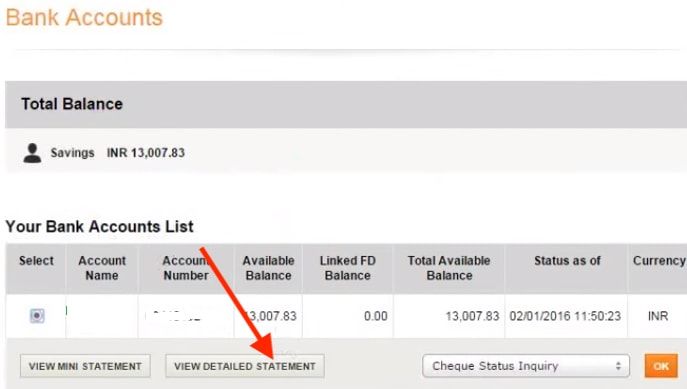 Bank Accounts
Total Balance
Savings INR 13,007.83
Your Bank Accounts List
Select Account Name Account Number Available Balance Linked FD Balance Total Available Balance Status as of Currency
13,007.83 0.00 13,007.83 02/01/2016 11:50:23 INR
VIEW MINI STATEMENT VIEW DETAILED STATEMENT Cheque Status Inquiry OK